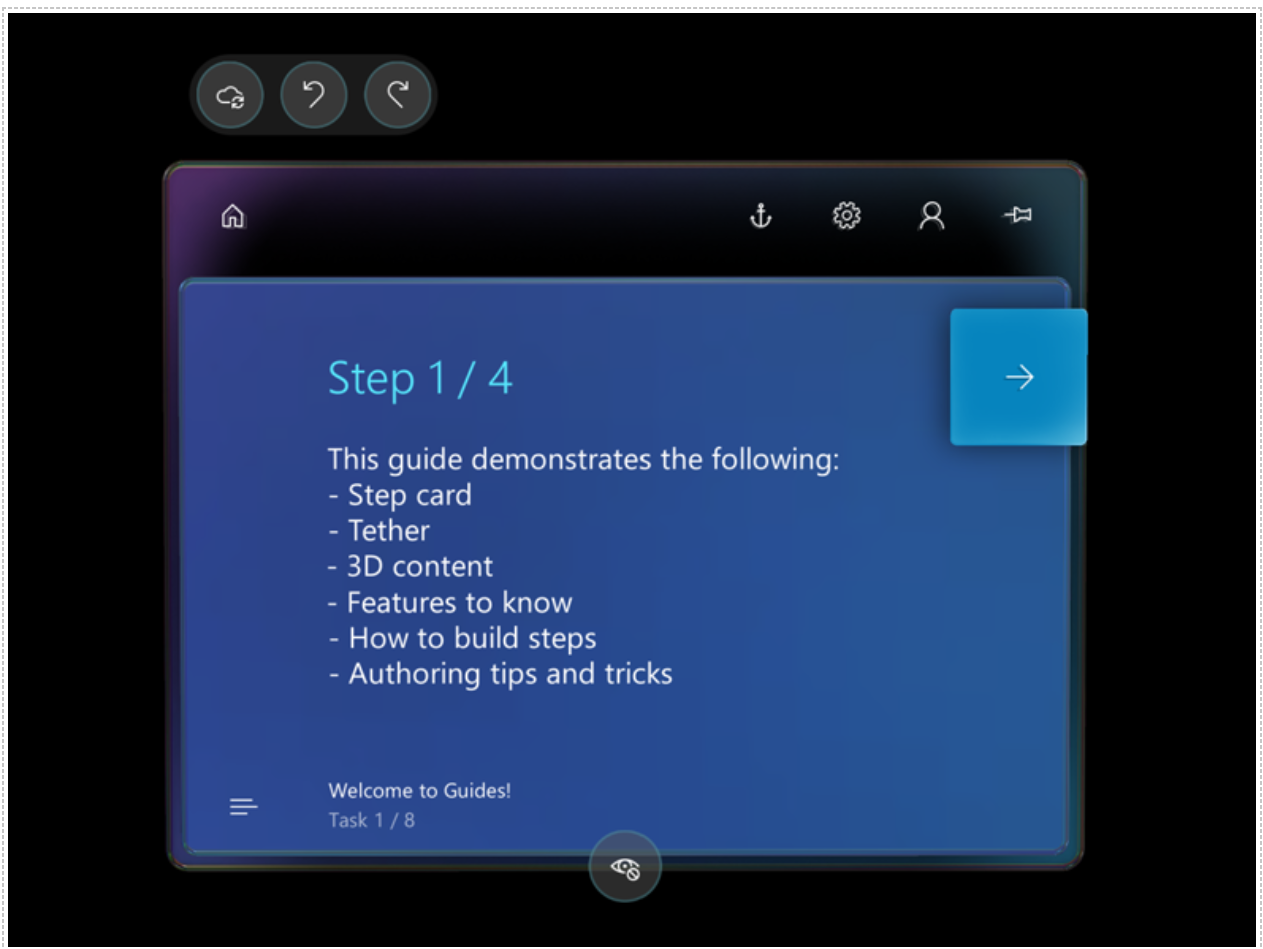 Step 1 / 4
This guide demonstrates the following:
- Step card
- Tether
- 3D content
- Features to know
- How to build steps
- Authoring tips and tricks
Welcome to Guides!
Task 1 / 8